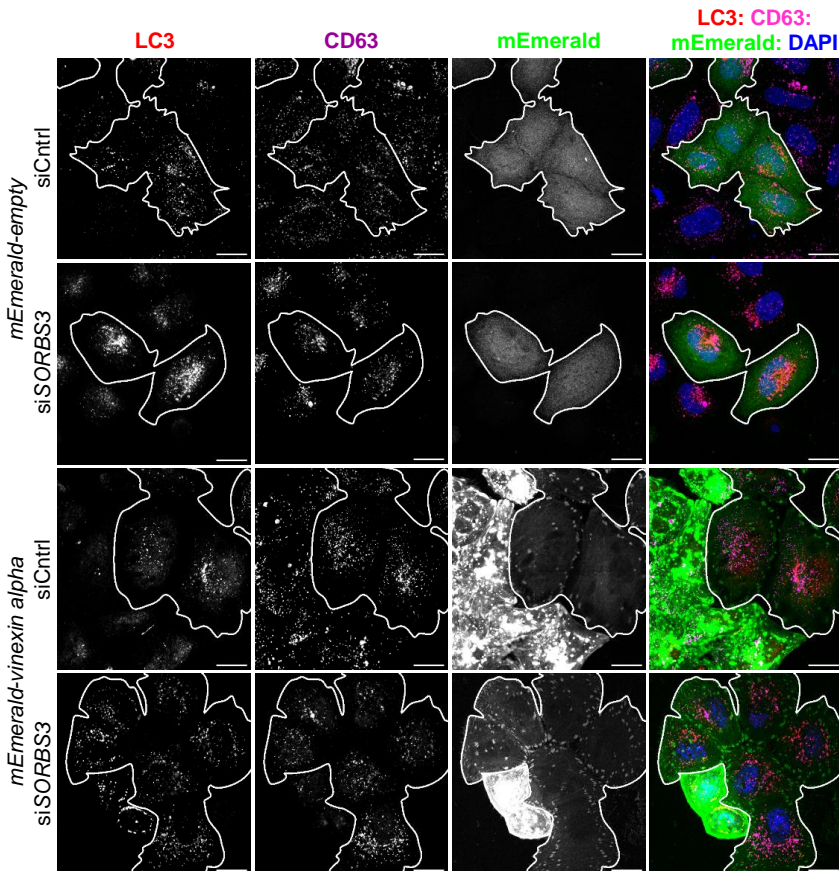 LC3
CD63
mEmerald
LC3: CD63:
mEmerald: DAPI
mEmerald-empty
siCntrl
siSORBS3
mEmerald-vinexin alpha
siCntrl
siSORBS3